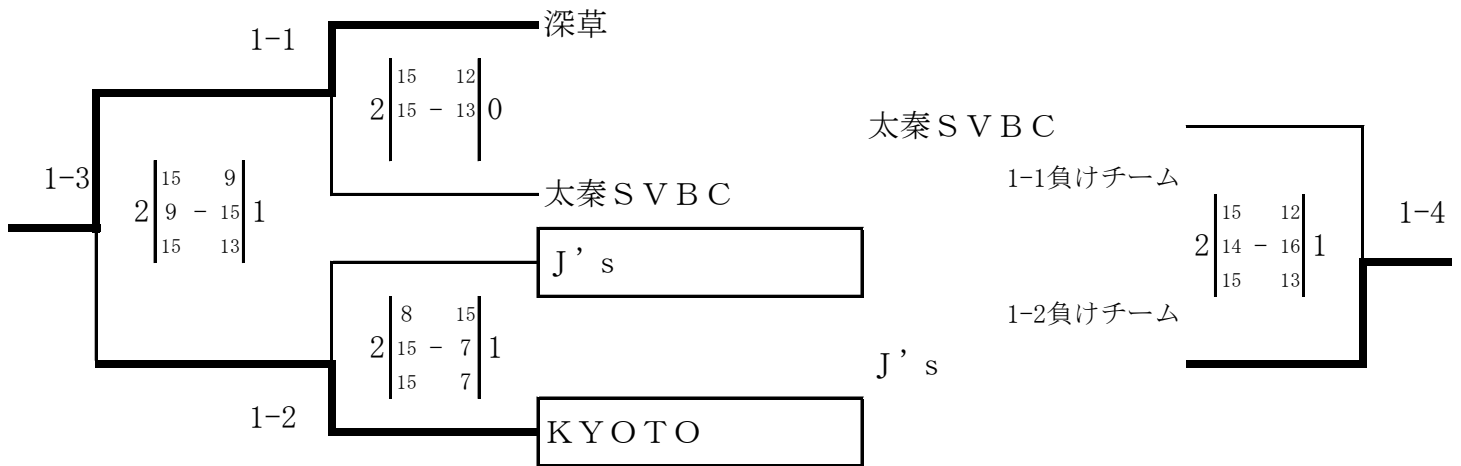 深草
1-1
15 12
2 15 - 13 0
太秦ＳＶＢＣ
1-3
15 9
2 9 - 15 1
15 13
J’s
8 15
2 15 - 7 1
15 7
1-2
ＫＹＯＴＯ
太秦ＳＶＢＣ
1-1負けチーム
15 12
2 14 - 16 1
15 13
1-4
1-2負けチーム
J’s